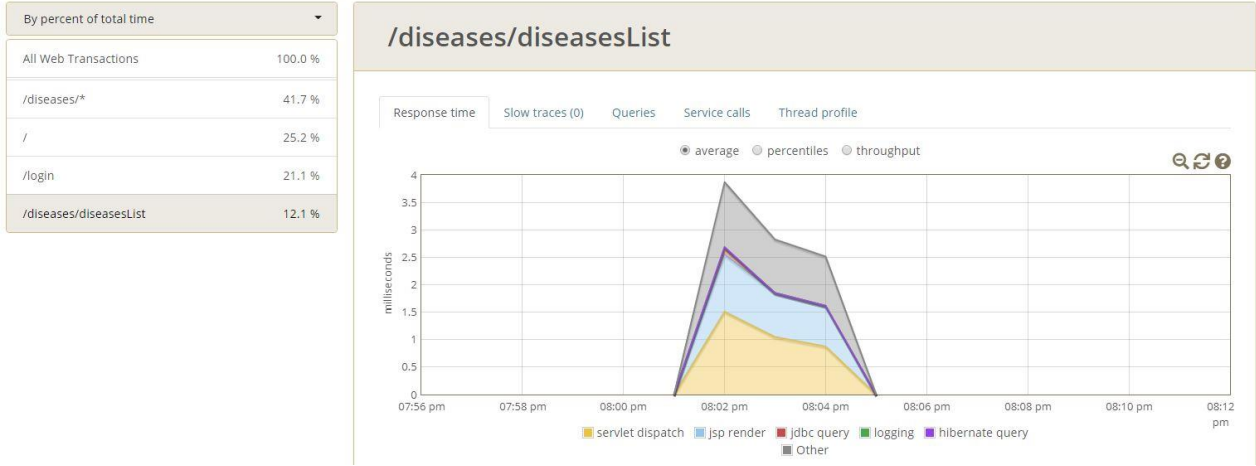 By percent of total time
All Web Transactions 100.0 %
/diseases/* 41.7 %
/ 25.2 %
/login 21.1 %
/diseases/diseasesList 12.1 %
/diseases/diseasesList
Response time Slow traces (0) Queries Service calls Thread profile
average percentiles throughput
4
3.5
3
2.5
2
1.5
1
0.5
0
milliseconds
07:56 pm 07:58 pm 08:00 pm 08:02 pm 08:04 pm 08:06 pm 08:08 pm 08:10 pm 08:12
pm
servlet dispatch jsp render jdbc query logging hibernate query
Other